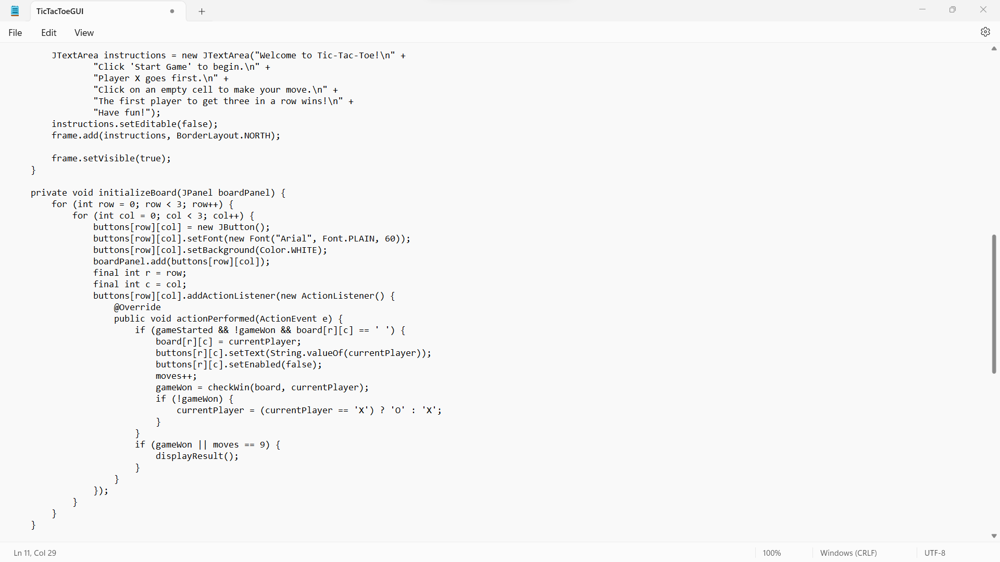 TicTacToeGUI
File Edit View
JTextArea instructions = new JTextArea("Welcome to Tic-Tac-Toe!\n" +
"Click 'Start Game' to begin.\n" +
"Player X goes first.\n" +
"Click on an empty cell to make your move.\n" +
"The first player to get three in a row wins!\n" +
"Have fun!");
instructions.setEditable(false);
frame.add(instructions, BorderLayout.NORTH);
frame.setVisible(true);
}
private void initializeBoard(JPanel boardPanel) {
for (int row = 0; row < 3; row++) {
for (int col = 0; col < 3; col++) {
buttons[row][col] = new JButton();
buttons[row][col].setFont(new Font("Arial", Font.PLAIN, 60));
buttons[row][col].setBackground(Color.WHITE);
boardPanel.add(buttons[row][col]);
final int r = row;
final int c = col;
buttons[row][col].addActionListener(new ActionListener() {
@Override
public void actionPerformed(ActionEvent e) {
if (gameStarted && !gameWon && board[r][c] == ' ') {
board[r][c] = currentPlayer;
buttons[r][c].setText(String.valueOf(currentPlayer));
buttons[r][c].setEnabled(false);
moves++;
gameWon = checkWin(board, currentPlayer);
if (!gameWon) {
currentPlayer = (currentPlayer == 'X') ? 'O' : 'X';
}
}
if (gameWon || moves == 9) {
displayResult();
}
}
});
}
}
}
Ln 11, Col 29 100% Windows (CRLF) UTF-8